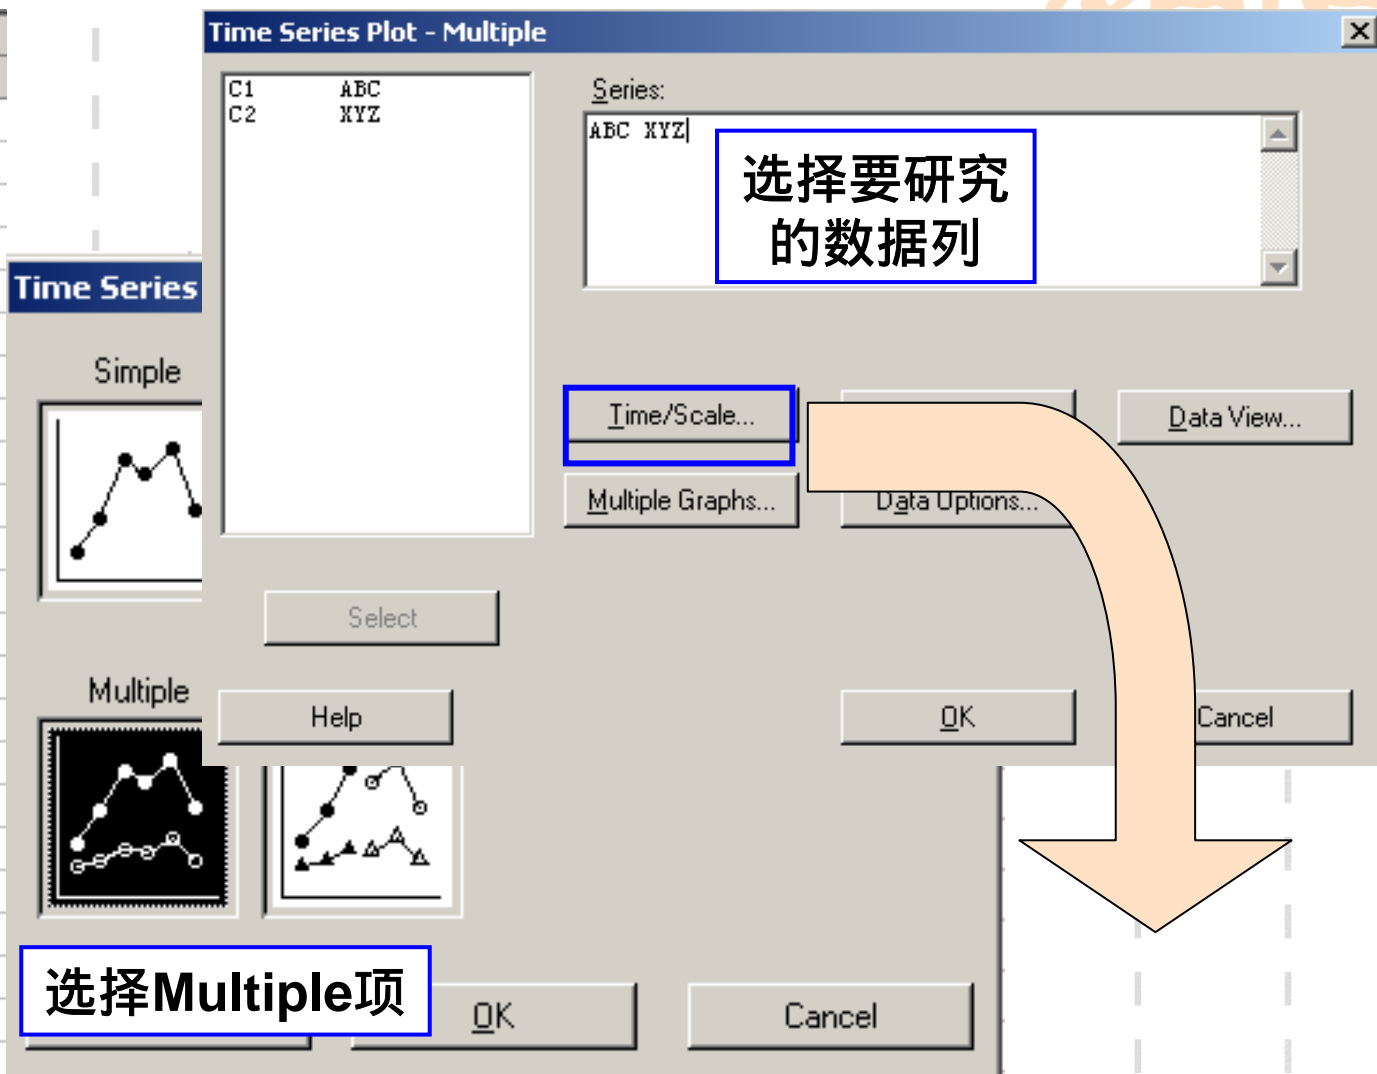 Time Series Plot - Multiple
C1 ABC
C2 XYZ
Series:
ABC XYZ
选择要研究
的数据列
Time Series
Simple
Time/Scale...
Data View...
Multiple Graphs...
Data Options...
Select
Multiple
Help
OK
Cancel
选择Multiple项
OK
Cancel